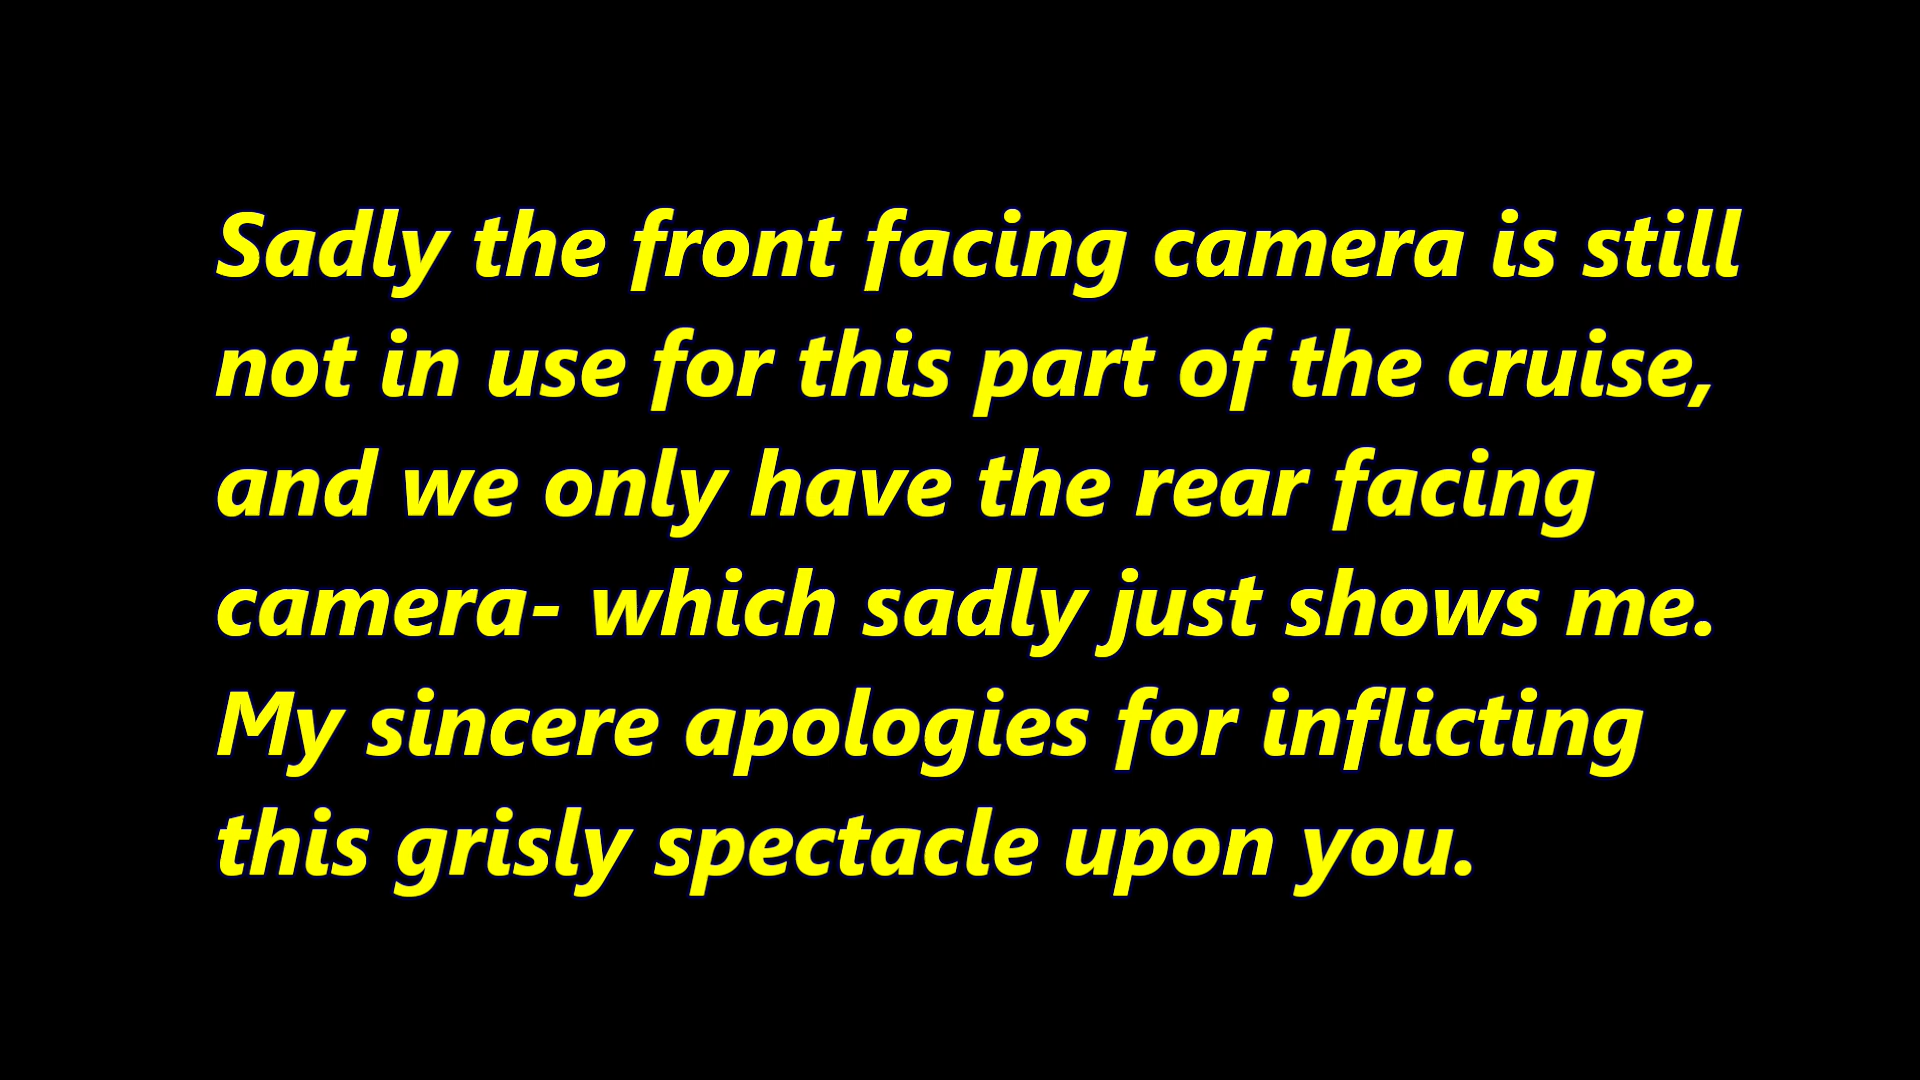 Sadly the front facing camera is still
not in use for this part of the cruise,
and we only have the rear facing
camera- which sadly just shows me.
My sincere apologies for inflicting
this grisly spectacle upon you.